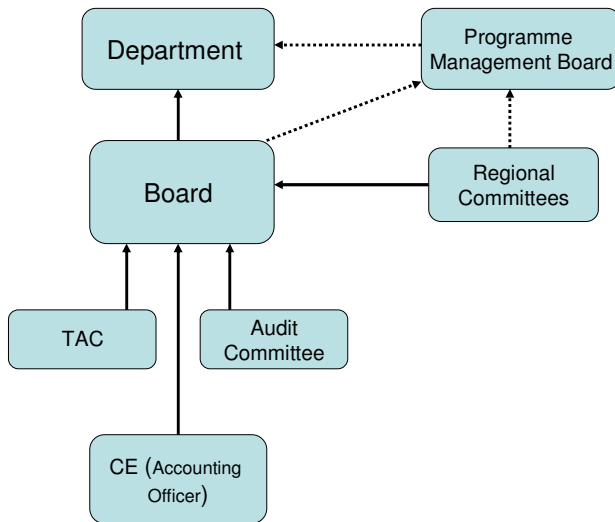 Department
Programme
Management Board
Board
Regional
Committees
TAC
Audit
Committee
CE (Accounting
Officer)